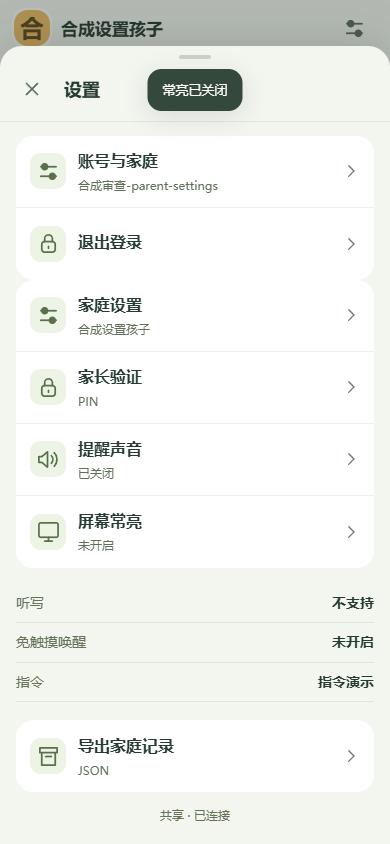 合
合成设置孩子
设置
常亮已关闭
账号与家庭
合成审查-parent-settings
退出登录
家庭设置
合成设置孩子
家长验证
PIN
提醒声音
已关闭
屏幕常亮
未开启
听写
不支持
免触摸唤醒
未开启
指令
指令演示
导出家庭记录
JSON
共享 · 已连接